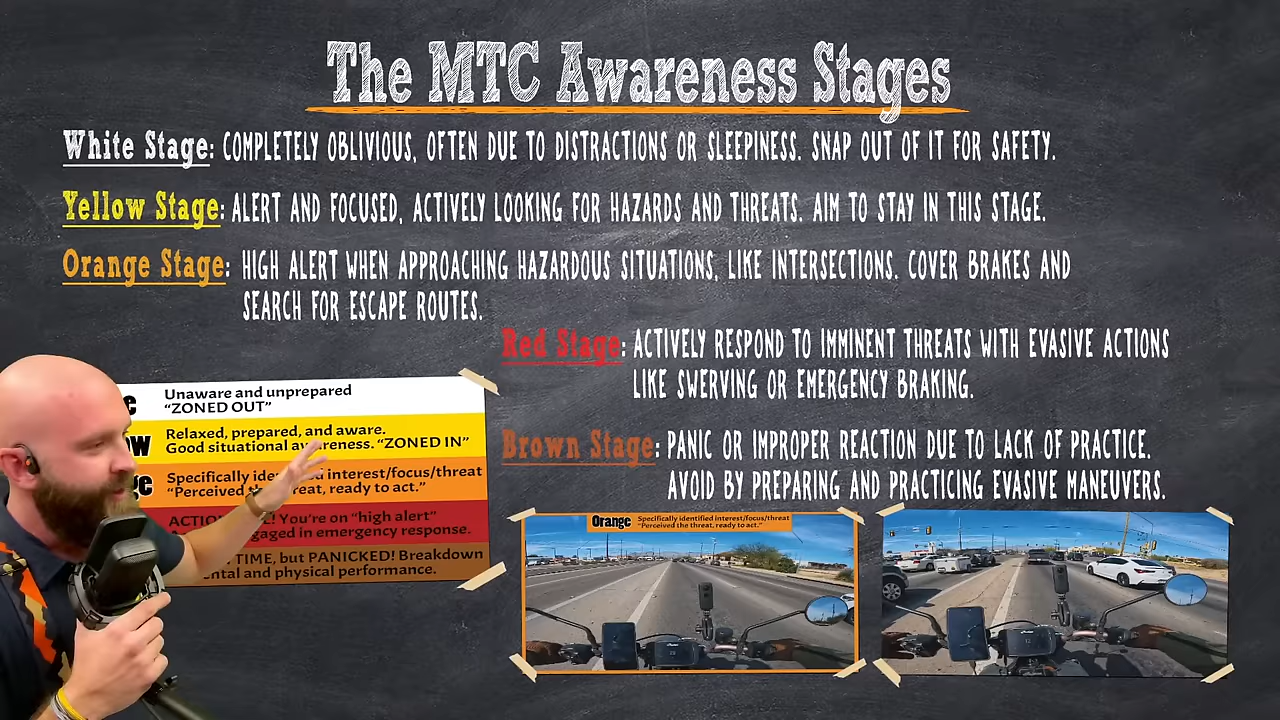 The MTC Awareness Stages
White Stage: COMPLETELY OBLIVIOUS, OFTEN DUE TO DISTRACTIONS OR SLEEPINESS. SNAP OUT OF IT FOR SAFETY.
Yellow Stage: ALERT AND FOCUSED, ACTIVELY LOOKING FOR HAZARDS AND THREATS. AIM TO STAY IN THIS STAGE.
Orange Stage: HIGH ALERT WHEN APPROACHING HAZARDOUS SITUATIONS, LIKE INTERSECTIONS. COVER BRAKES AND
SEARCH FOR ESCAPE ROUTES.
Red Stage: ACTIVELY RESPOND TO IMMINENT THREATS WITH EVASIVE ACTIONS
LIKE SWERVING OR EMERGENCY BRAKING.
Brown Stage: PANIC OR IMPROPER REACTION DUE TO LACK OF PRACTICE.
AVOID BY PREPARING AND PRACTICING EVASIVE MANEUVERS.
Unaware and unprepared
"ZONED OUT"
Relaxed, prepared, and aware.
Good situational awareness. "ZONED IN"
Specifically interest/focus/threat
"Perceived threat, ready to act."
You're on "high alert"
in emergency response.
TIME, but PANICKED! Breakdown
and physical performance.
Orange
Specifically identified interest/focus/threat
"Perceived the threat, ready to act."